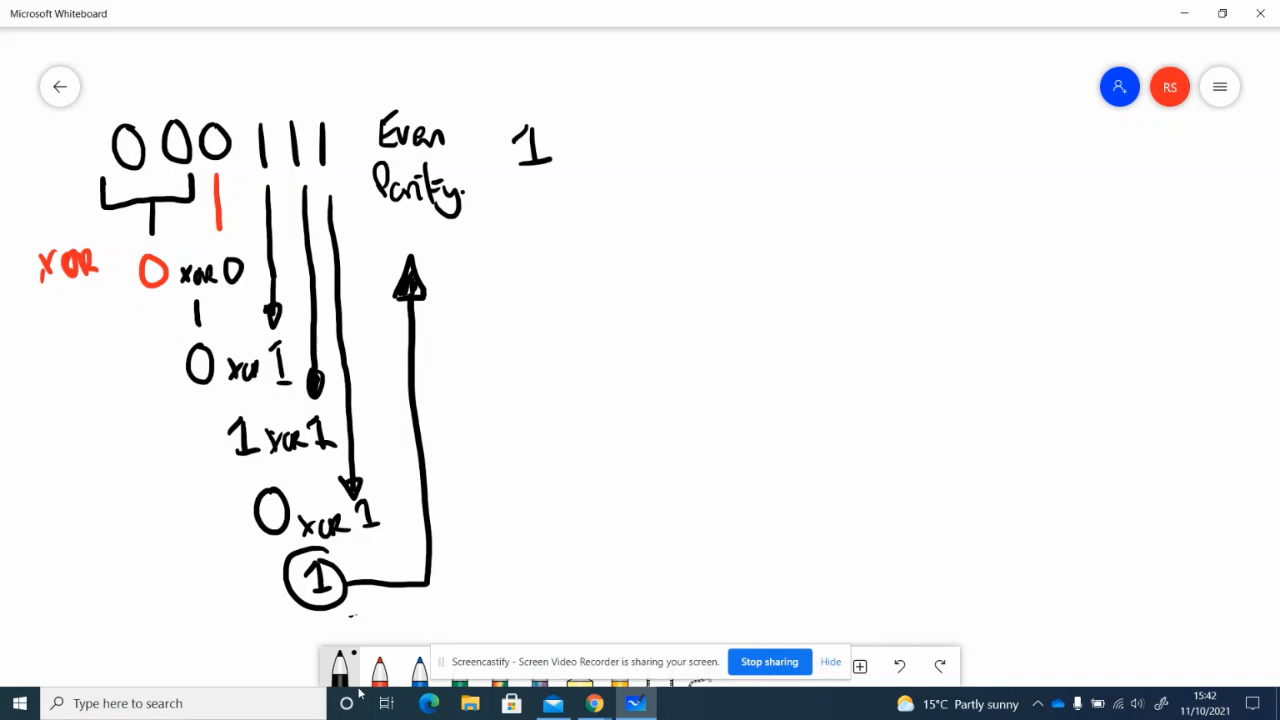 Microsoft Whiteboard
RS
0 0 0 1 1 1 Even 1
Parity.
XOR 0 XOR 0
0 XOR 1
1 XOR 1
0 XOR 1
1
Screencastify - Screen Video Recorder is sharing your screen. Stop sharing Hide
Type here to search
15°C Partly sunny
15:42
11/10/2021